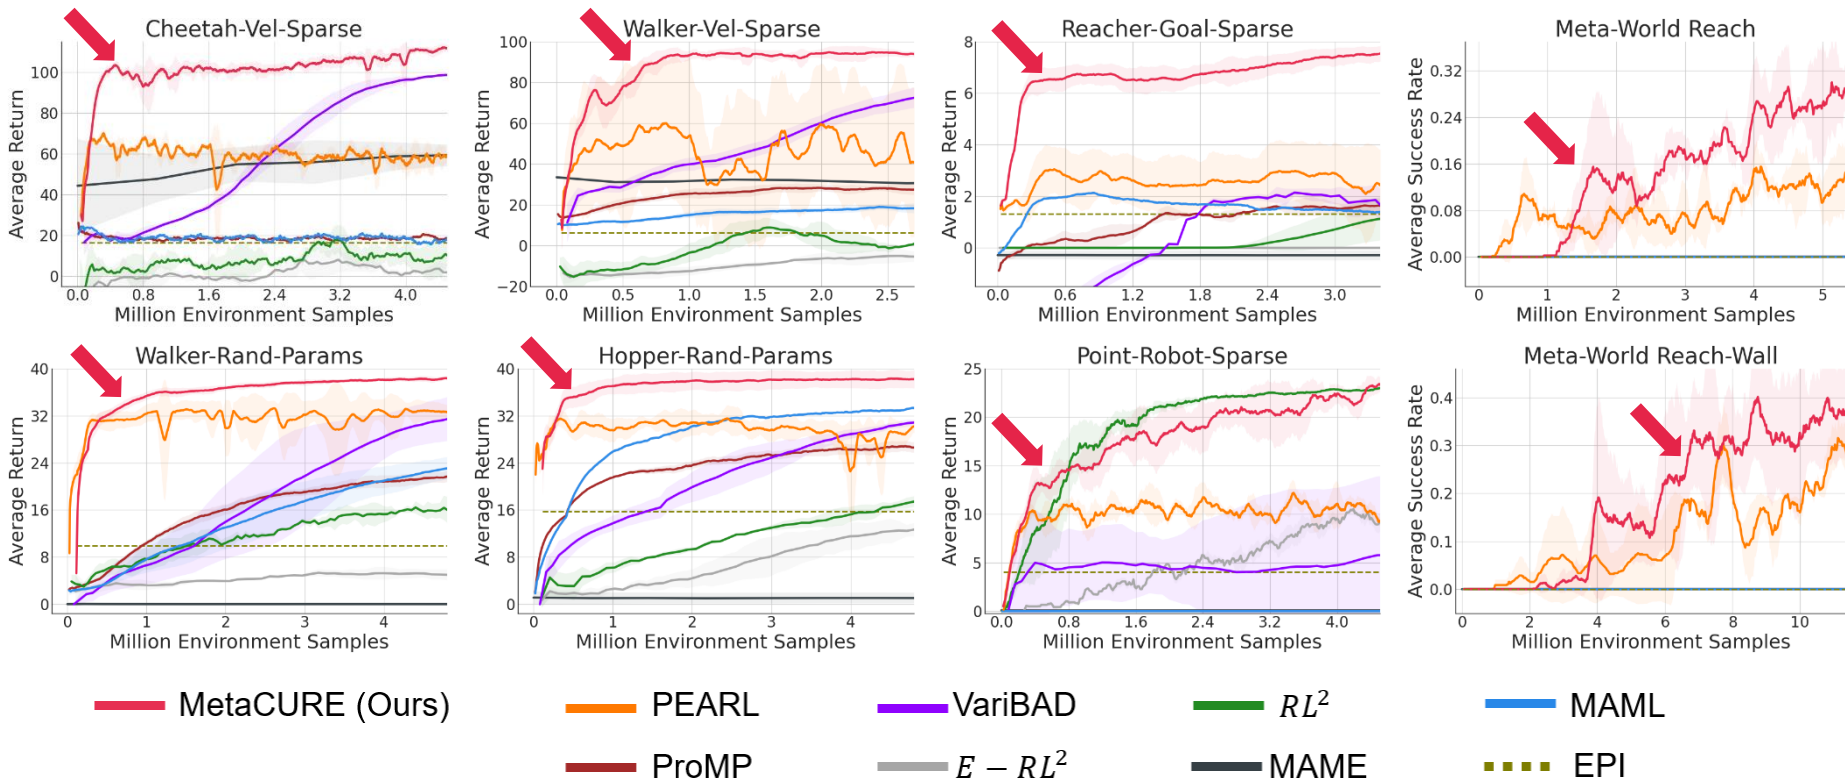 Cheetah-Vel-Sparse
Average Return
100
80
60
40
20
0
0.0 0.8 1.6 2.4 3.2 4.0
Million Environment Samples
Walker-Vel-Sparse
Average Return
100
80
60
40
20
0
−20
0.0 0.5 1.0 1.5 2.0 2.5
Million Environment Samples
Reacher-Goal-Sparse
Average Return
8
6
4
2
0
0.0 0.6 1.2 1.8 2.4 3.0
Million Environment Samples
Meta-World Reach
Average Success Rate
0.32
0.24
0.16
0.08
0.00
0 1 2 3 4 5
Million Environment Samples
Walker-Rand-Params
Average Return
40
32
24
16
8
0
0 1 2 3 4
Million Environment Samples
Hopper-Rand-Params
Average Return
40
32
24
16
8
0
0 1 2 3 4
Million Environment Samples
Point-Robot-Sparse
Average Return
25
20
15
10
5
0
0.0 0.8 1.6 2.4 3.2 4.0
Million Environment Samples
Meta-World Reach-Wall
Average Success Rate
0.4
0.3
0.2
0.1
0.0
0 2 4 6 8 10
Million Environment Samples
MetaCURE (Ours) PEARL VariBAD RL² MAML
ProMP E − RL² MAME EPI